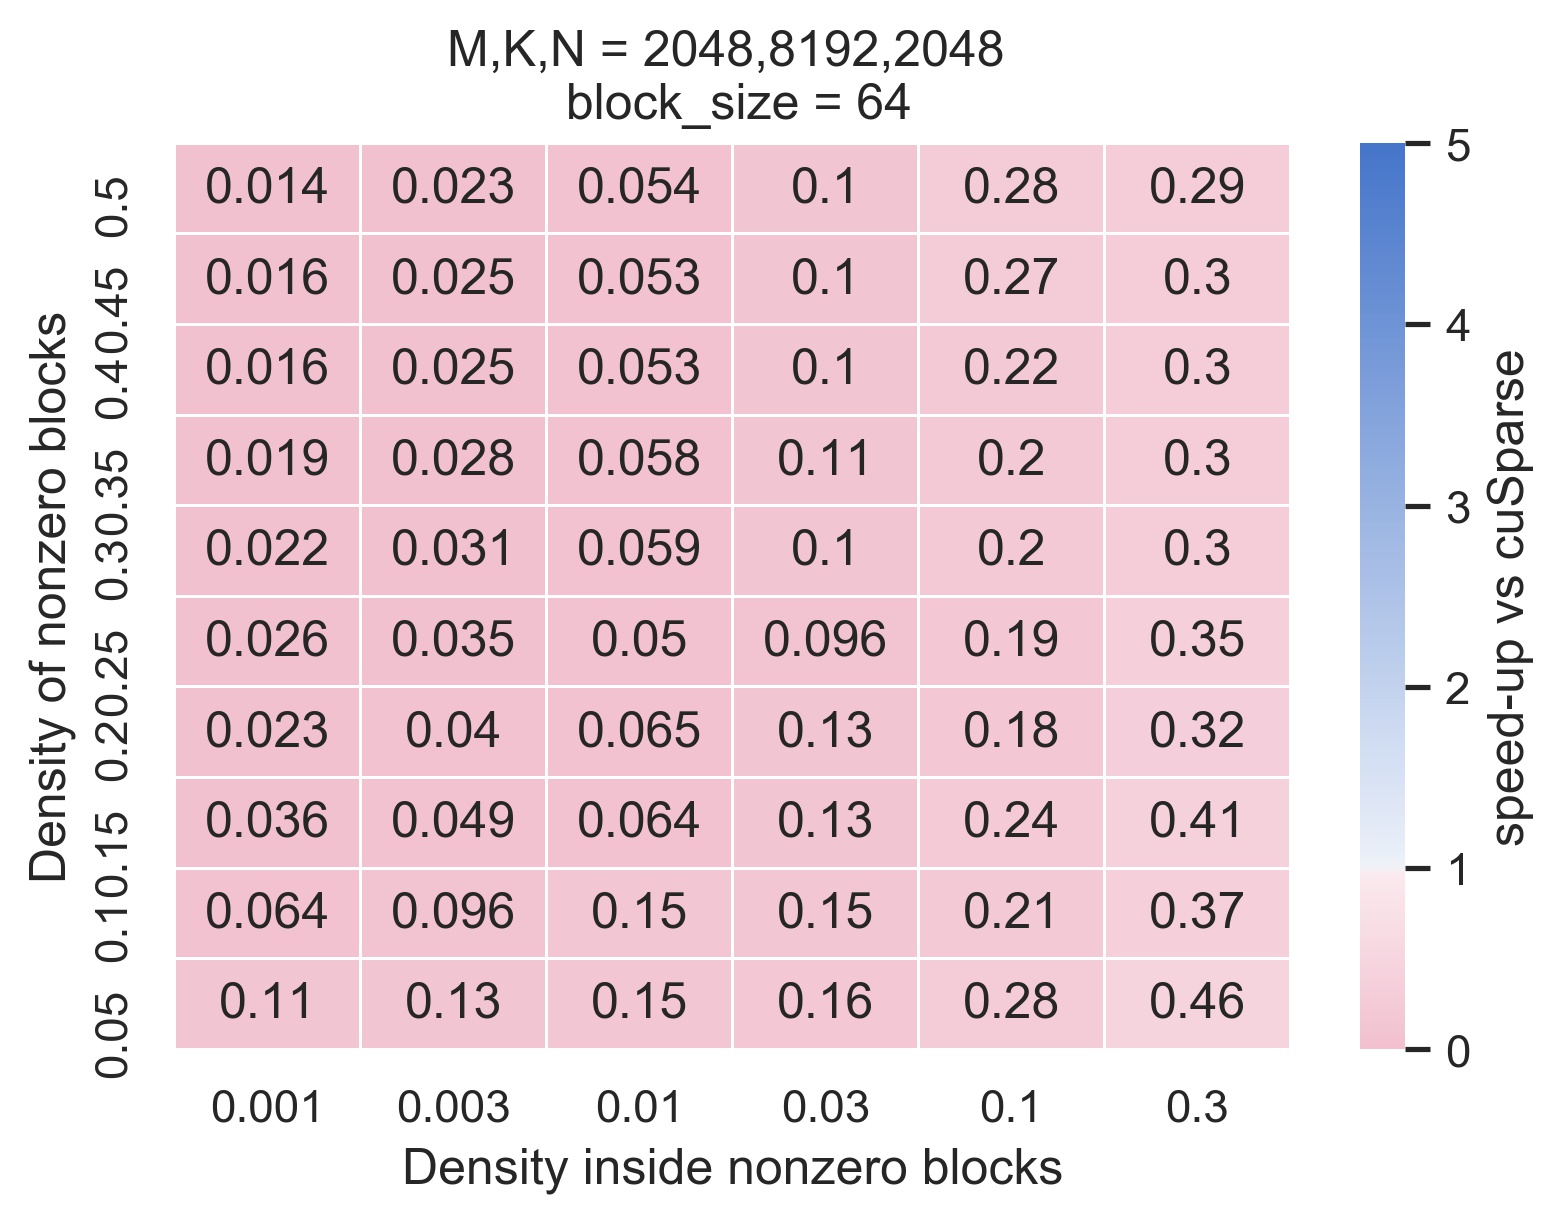 M,K,N = 2048,8192,2048
block_size = 64
Density of nonzero blocks
0.5 0.014 0.023 0.054 0.1 0.28 0.29
0.45 0.016 0.025 0.053 0.1 0.27 0.3
0.4 0.016 0.025 0.053 0.1 0.22 0.3
0.35 0.019 0.028 0.058 0.11 0.2 0.3
0.3 0.022 0.031 0.059 0.1 0.2 0.3
0.25 0.026 0.035 0.05 0.096 0.19 0.35
0.2 0.023 0.04 0.065 0.13 0.18 0.32
0.15 0.036 0.049 0.064 0.13 0.24 0.41
0.1 0.064 0.096 0.15 0.15 0.21 0.37
0.05 0.11 0.13 0.15 0.16 0.28 0.46
0.001 0.003 0.01 0.03 0.1 0.3
Density inside nonzero blocks
5
4
3
2
1
0
speed-up vs cuSparse